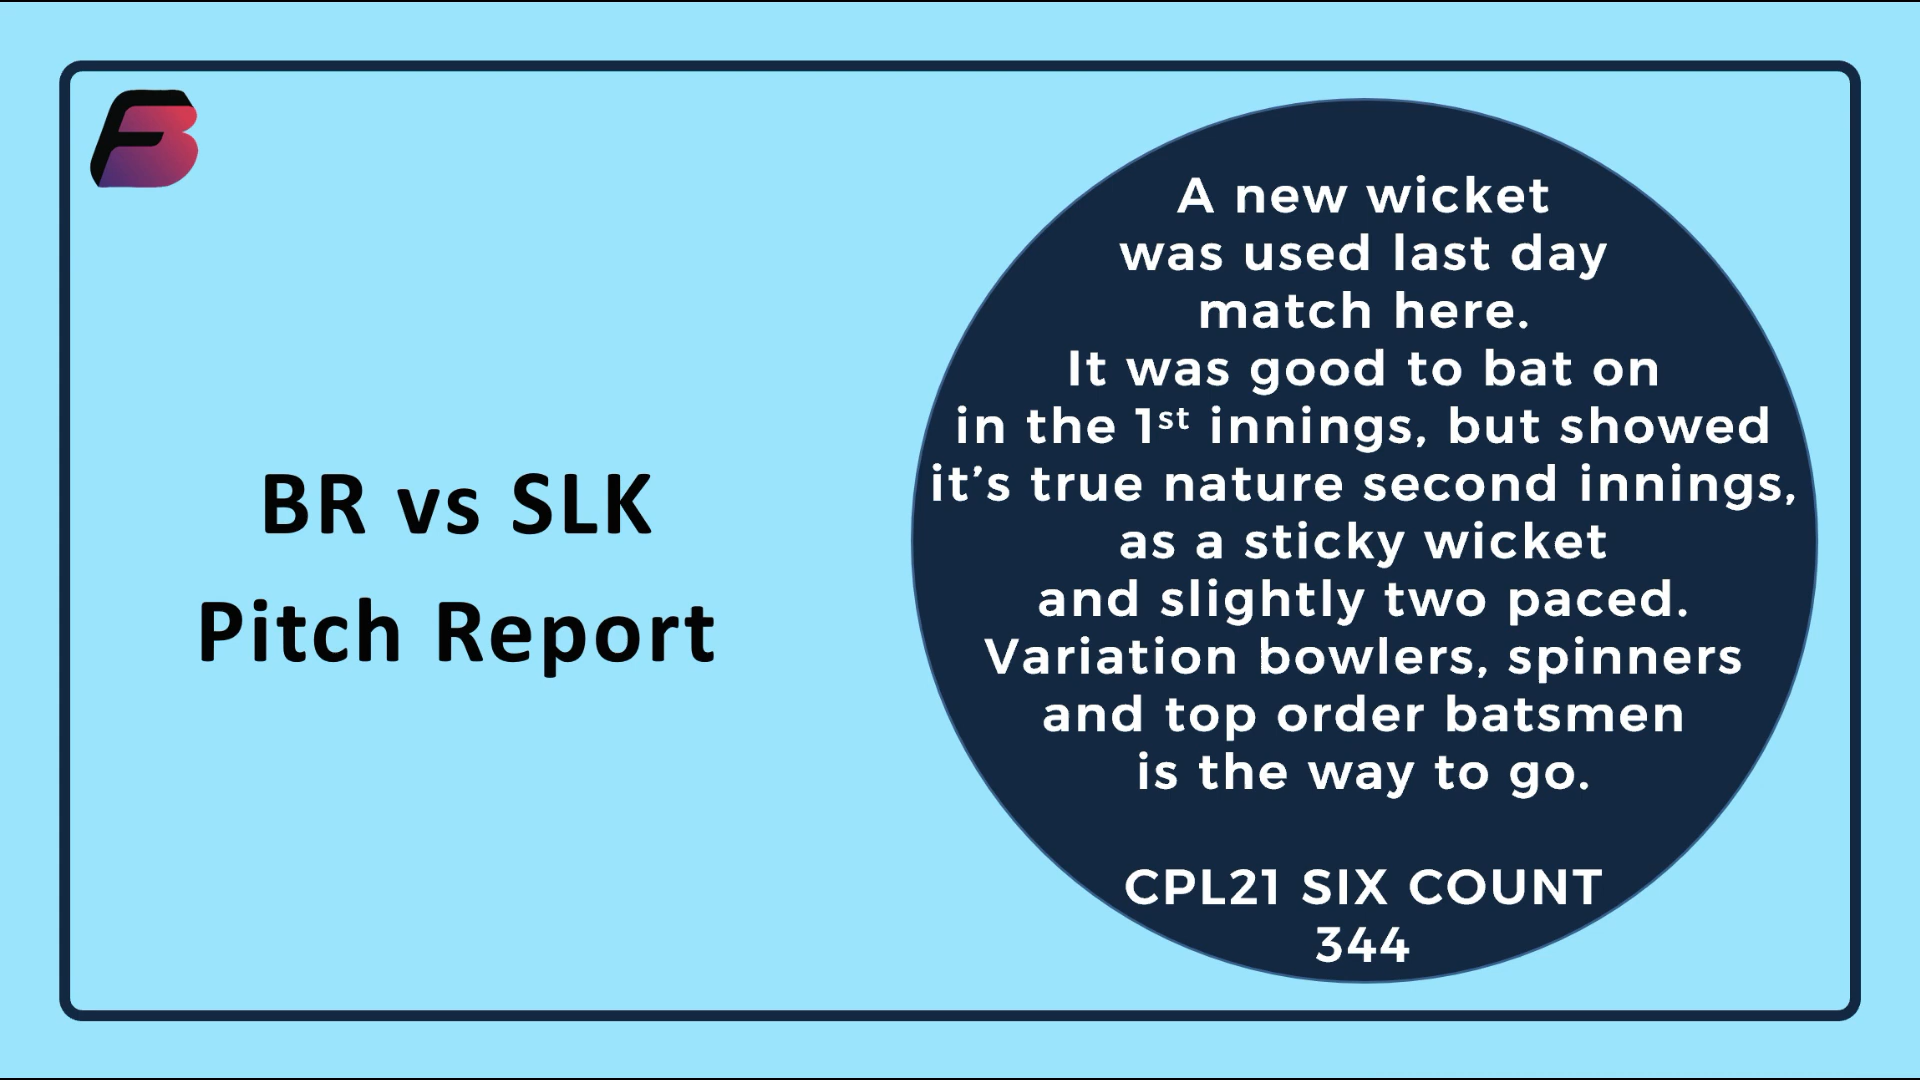 BR vs SLK
Pitch Report
A new wicket
was used last day
match here.
It was good to bat on
in the 1st innings, but showed
it’s true nature second innings,
as a sticky wicket
and slightly two paced.
Variation bowlers, spinners
and top order batsmen
is the way to go.
CPL21 SIX COUNT
344